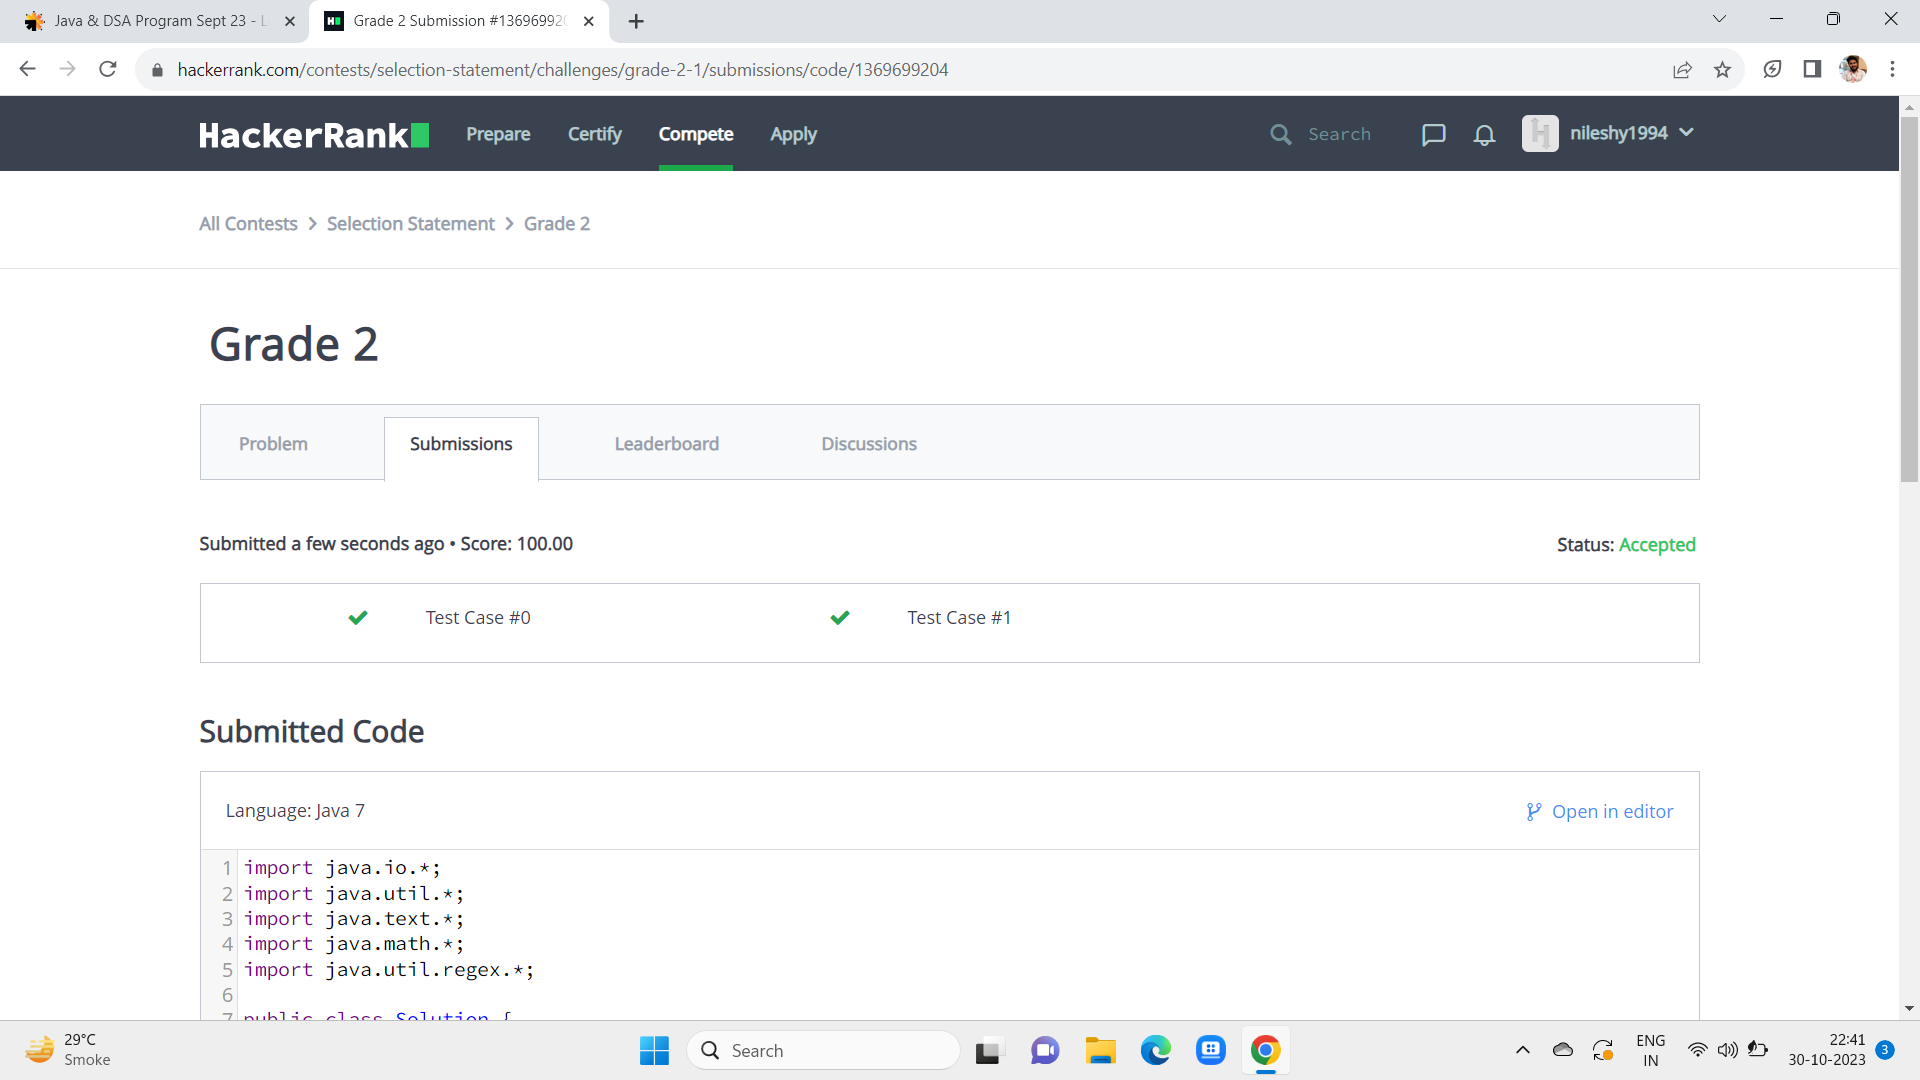 Java & DSA Program Sept 23 - L
Grade 2 Submission #136969920
hackerrank.com/contests/selection-statement/challenges/grade-2-1/submissions/code/1369699204
HackerRank Prepare Certify Compete Apply Search nileshy1994
All Contests > Selection Statement > Grade 2
Grade 2
Problem Submissions Leaderboard Discussions
Submitted a few seconds ago • Score: 100.00 Status: Accepted
Test Case #0 Test Case #1
Submitted Code
Language: Java 7 Open in editor
1 import java.io.*;
2 import java.util.*;
3 import java.text.*;
4 import java.math.*;
5 import java.util.regex.*;
6
7 public class Solution {
29°C
Smoke
Search
ENG
IN
22:41
30-10-2023
3